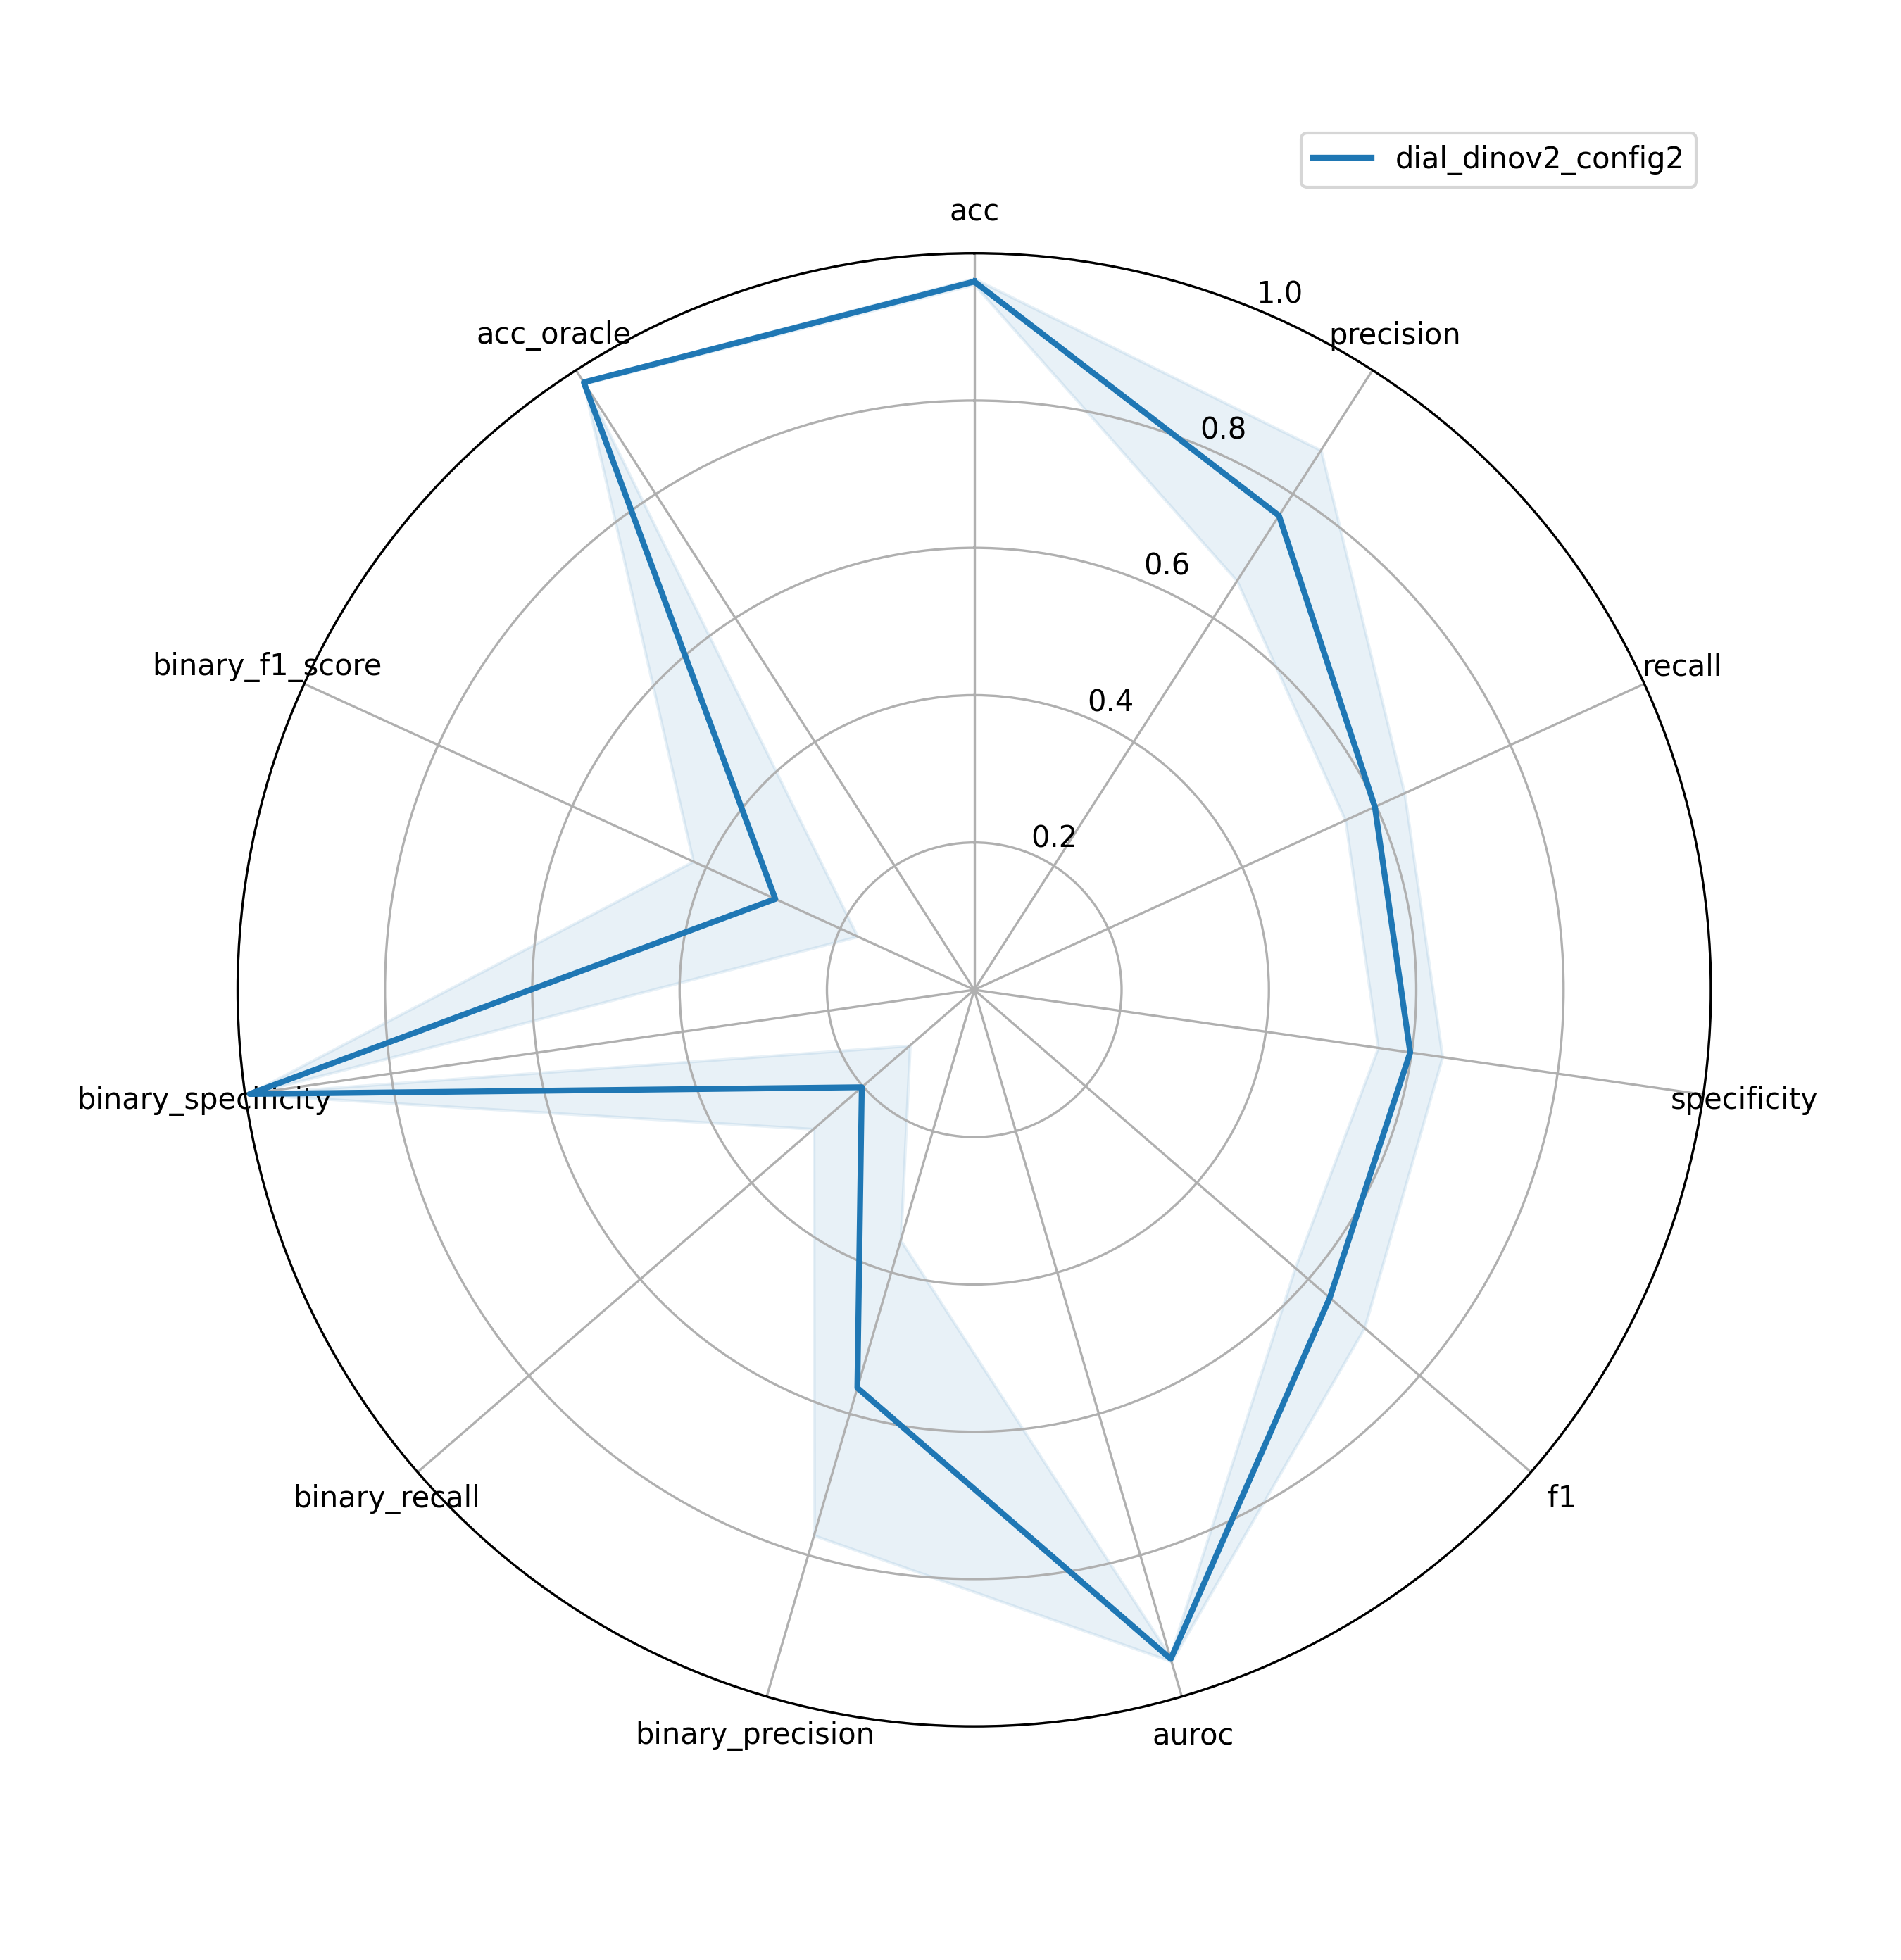 dial_dinov2_config2
acc
1.0
acc_oracle
precision
0.8
0.6
binary_f1_score
recall
0.4
0.2
binary_specificity
specificity
binary_recall
f1
binary_precision
auroc